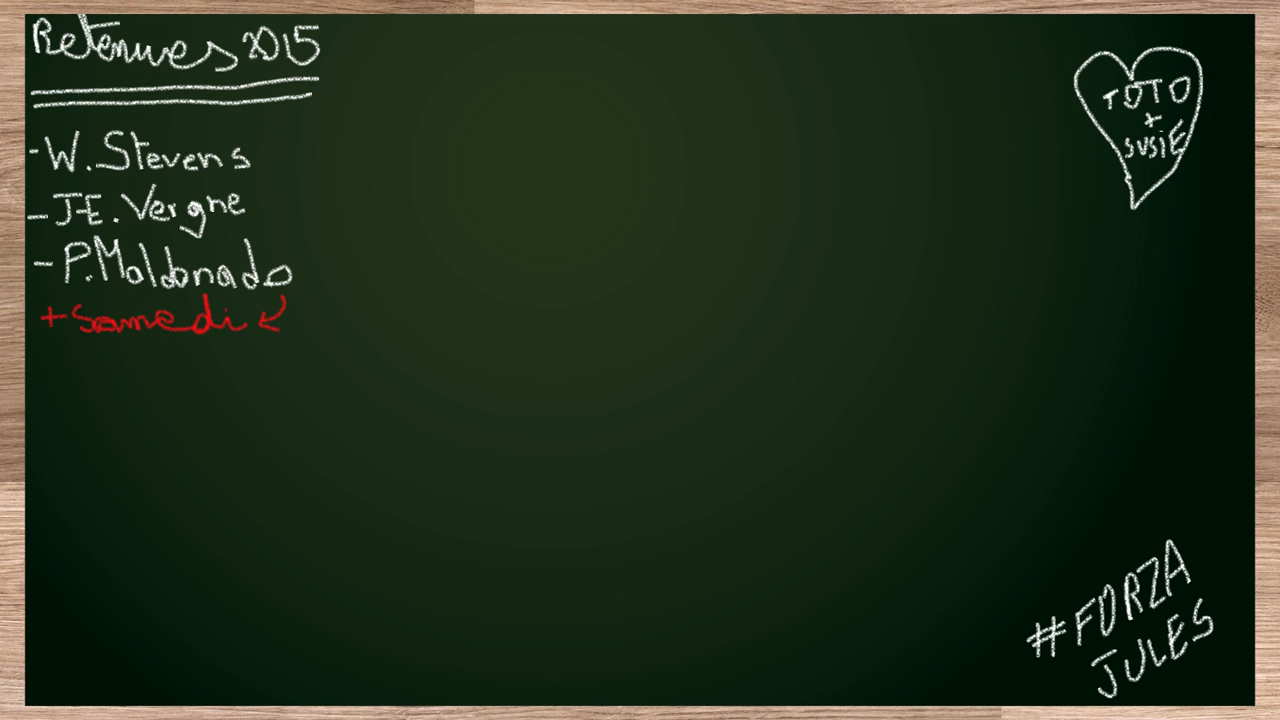 Retenues 2015
- W. Stevens
- J-E. Vergne
- P. Maldonado
+ samedi
TOTO
+
SUSIE
#FORZA
JULES